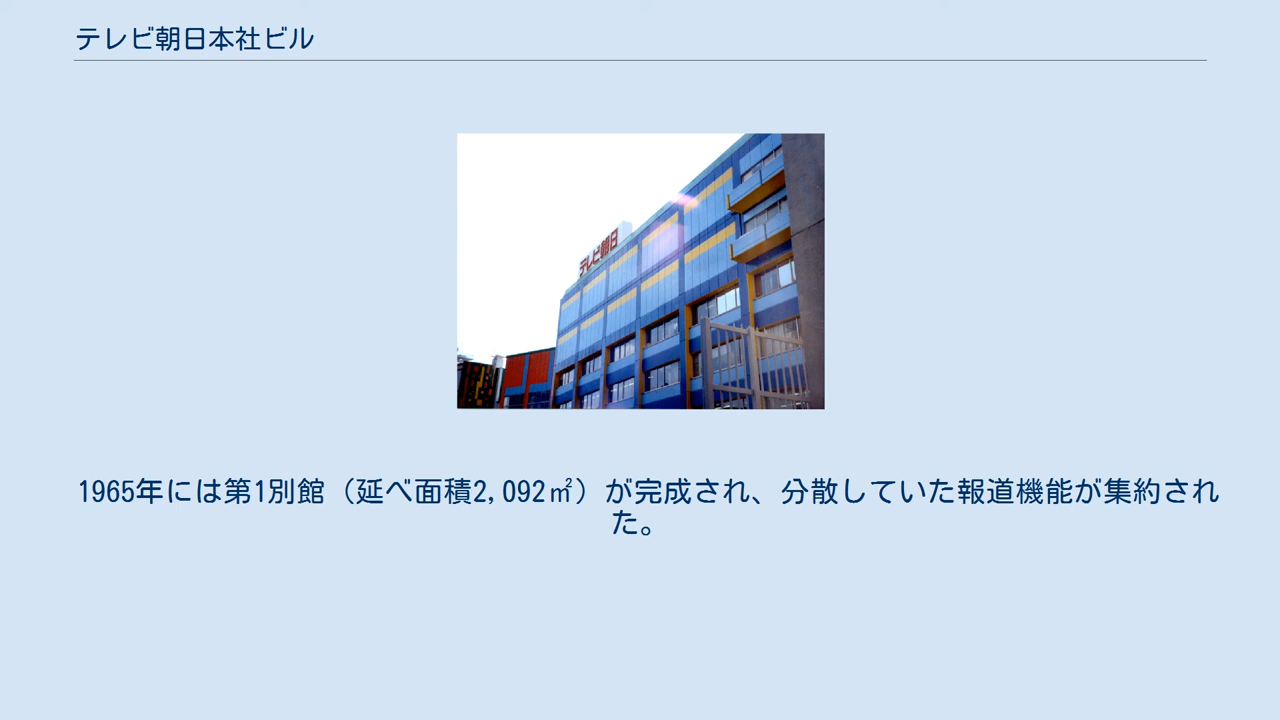 テレビ朝日本社ビル
テレビ朝日
1965年には第1別館（延べ面積2,092㎡）が完成され、分散していた報道機能が集約され
た。